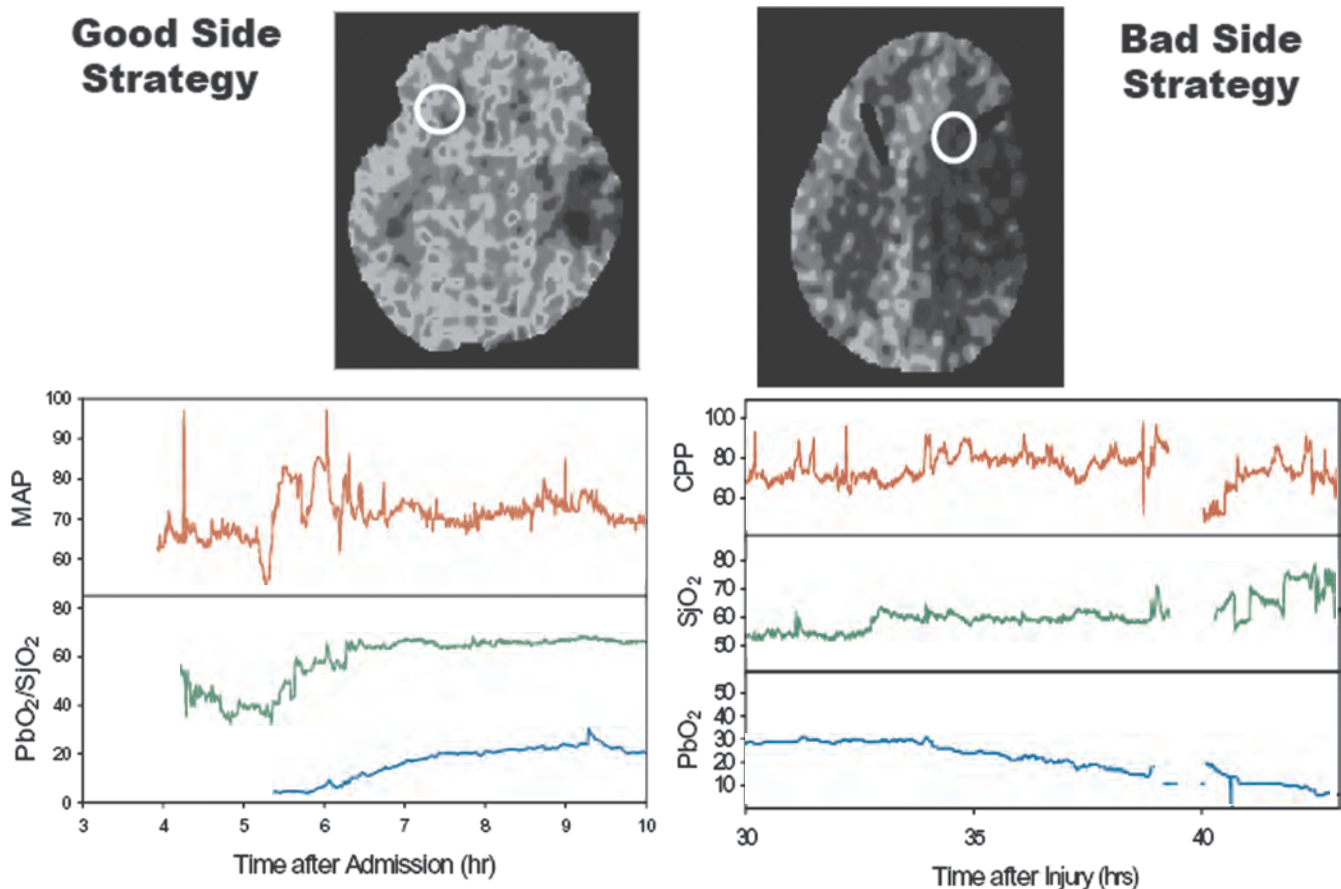 Good Side
Strategy
Bad Side
Strategy
100
90
80
70
60
MAP
80
60
40
20
0
PbO₂/SjO₂
3 4 5 6 7 8 9 10
Time after Admission (hr)
100
80
60
CPP
80
70
60
50
SjO₂
50
40
30
20
10
PbO₂
30 35 40
Time after Injury (hrs)